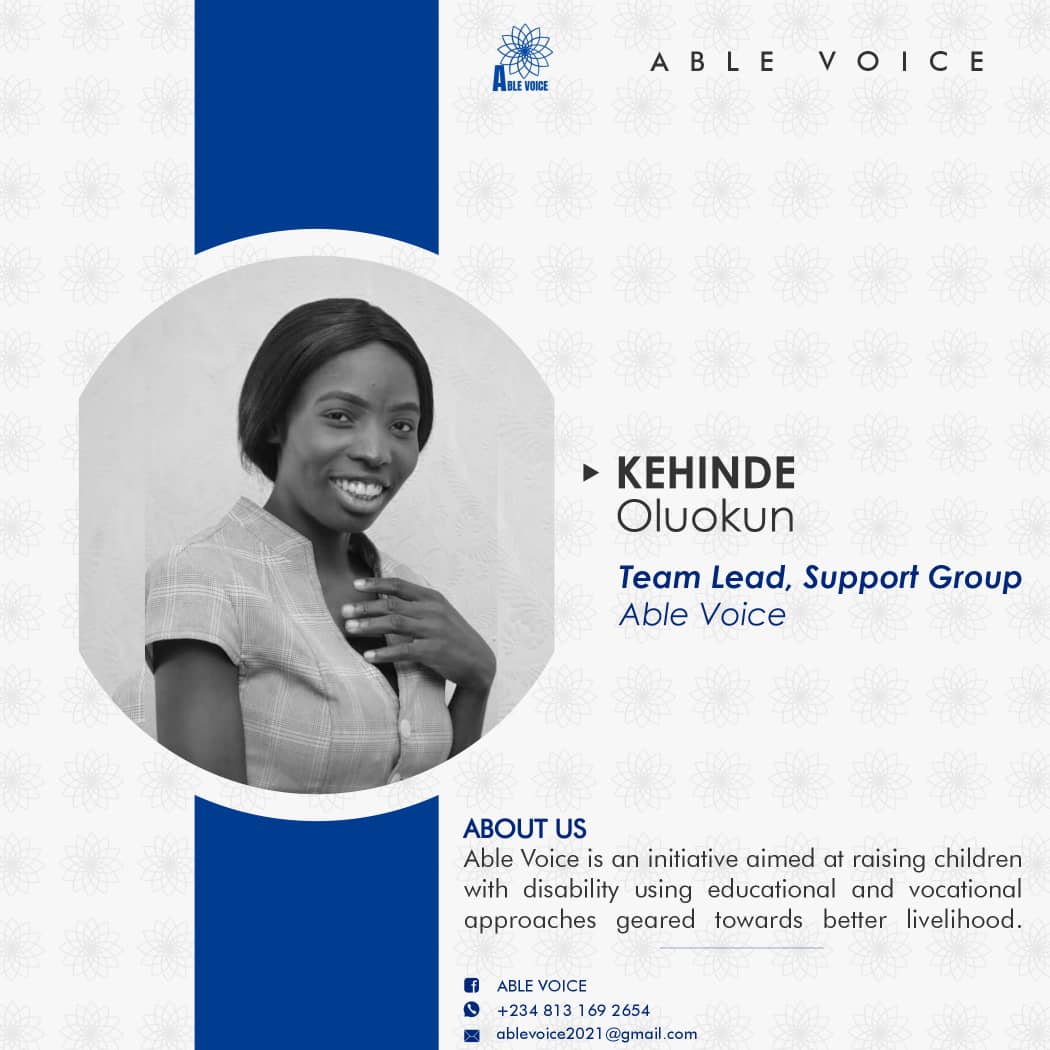 ABLE VOICE
ABLE VOICE
KEHINDE
Oluokun
Team Lead, Support Group
Able Voice
ABOUT US
Able Voice is an initiative aimed at raising children
with disability using educational and vocational
approaches geared towards better livelihood.
ABLE VOICE
+234 813 169 2654
ablevoice2021@gmail.com